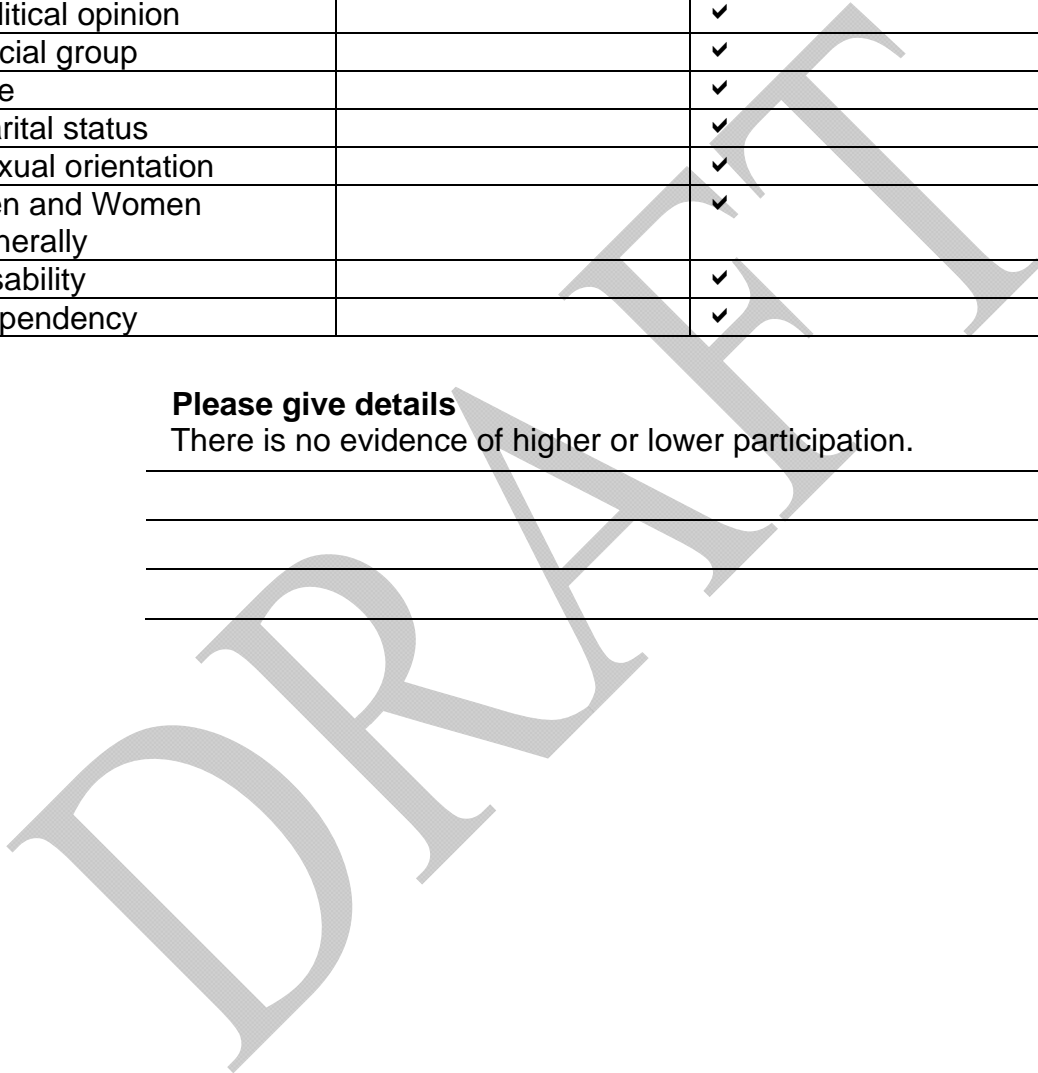 litical opinion ✓
cial group ✓
e ✓
arital status ✓
xual orientation ✓
en and Women ✓
nerally
sability ✓
pendency ✓
Please give details
There is no evidence of higher or lower participation.
DRAFT